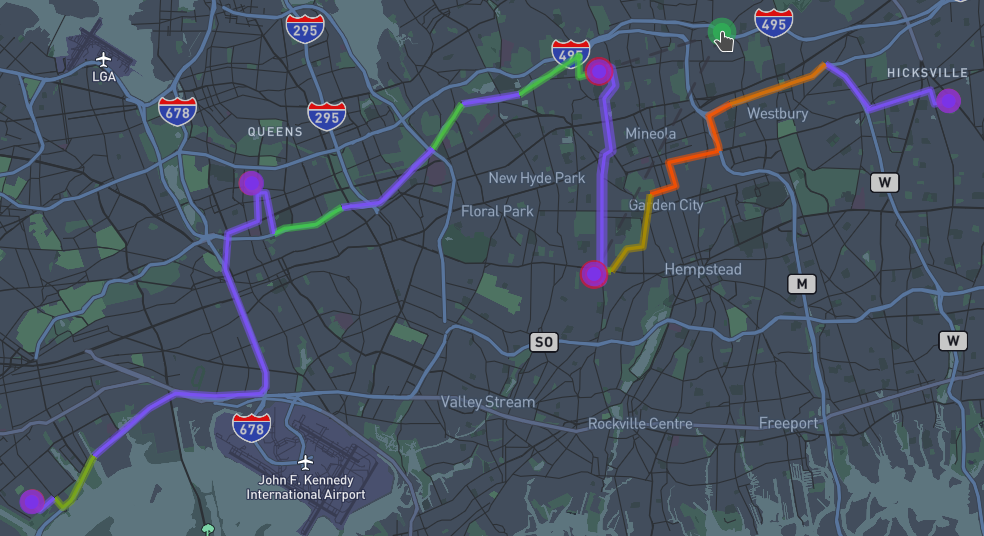 295
495
495
LGA
HICKSVILLE
678
295
Westbury
QUEENS
Mineola
New Hyde Park
W
Floral Park
Garden City
Hempstead
M
SO
W
Valley Stream
678
Rockville Centre
Freeport
John F. Kennedy
International Airport